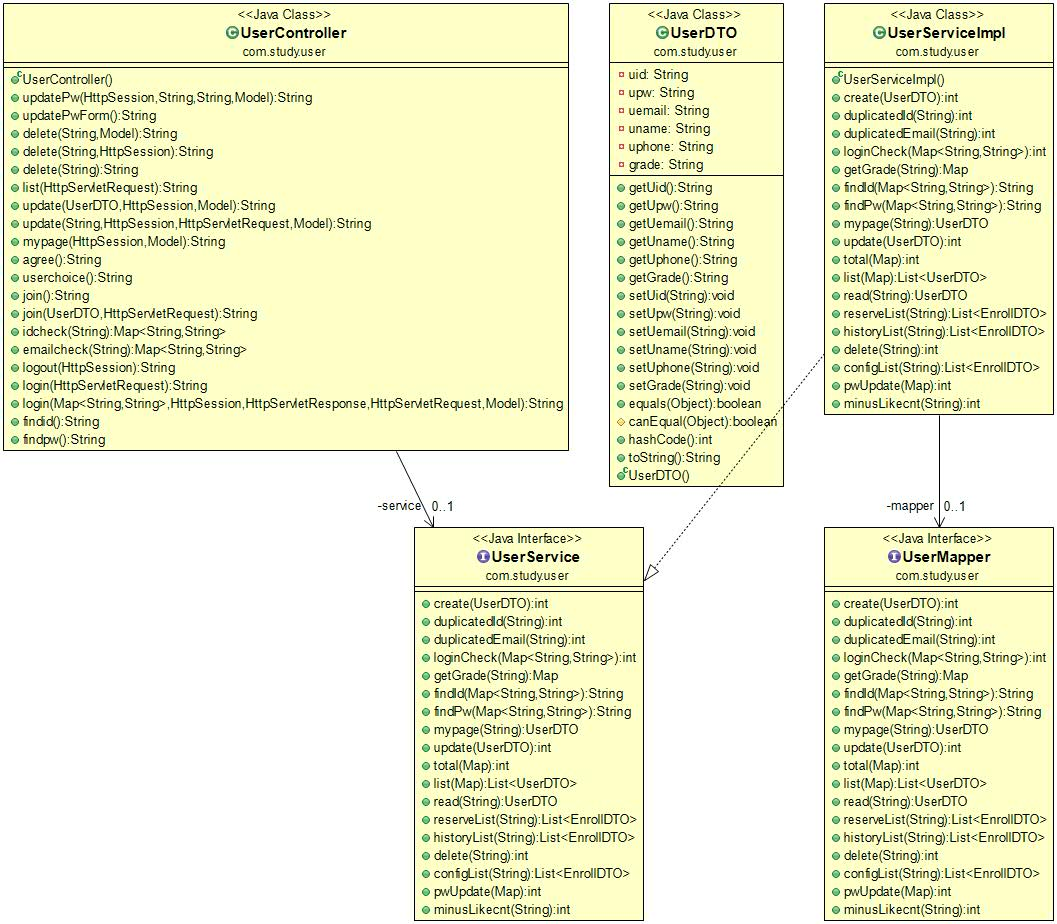 <<Java Class>>
UserController
com.study.user
UserController()
updatePw(HttpSession,String,String,Model):String
updatePwForm():String
delete(String,Model):String
delete(String,HttpSession):String
delete(String):String
list(HttpServletRequest):String
update(UserDTO,HttpSession,Model):String
update(String,HttpSession,HttpServletRequest,Model):String
mypage(HttpSession,Model):String
agree():String
userchoice():String
join():String
join(UserDTO,HttpServletRequest):String
idcheck(String):Map<String,String>
emailcheck(String):Map<String,String>
logout(HttpSession):String
login(HttpServletRequest):String
login(Map<String,String>,HttpSession,HttpServletResponse,HttpServletRequest,Model):String
findid():String
findpw():String
<<Java Class>>
UserDTO
com.study.user
uid: String
upw: String
uemail: String
uname: String
uphone: String
grade: String
getUid():String
getUpw():String
getUemail():String
getUname():String
getUphone():String
getGrade():String
setUid(String):void
setUpw(String):void
setUemail(String):void
setUname(String):void
setUphone(String):void
setGrade(String):void
equals(Object):boolean
canEqual(Object):boolean
hashCode():int
toString():String
UserDTO()
<<Java Class>>
UserServiceImpl
com.study.user
UserServiceImpl()
create(UserDTO):int
duplicatedId(String):int
duplicatedEmail(String):int
loginCheck(Map<String,String>):int
getGrade(String):Map
findId(Map<String,String>):String
findPw(Map<String,String>):String
mypage(String):UserDTO
update(UserDTO):int
total(Map):int
list(Map):List<UserDTO>
read(String):UserDTO
reserveList(String):List<EnrollDTO>
historyList(String):List<EnrollDTO>
delete(String):int
configList(String):List<EnrollDTO>
pwUpdate(Map):int
minusLikecnt(String):int
-service 0..1
-mapper 0..1
<<Java Interface>>
UserService
com.study.user
create(UserDTO):int
duplicatedId(String):int
duplicatedEmail(String):int
loginCheck(Map<String,String>):int
getGrade(String):Map
findId(Map<String,String>):String
findPw(Map<String,String>):String
mypage(String):UserDTO
update(UserDTO):int
total(Map):int
list(Map):List<UserDTO>
read(String):UserDTO
reserveList(String):List<EnrollDTO>
historyList(String):List<EnrollDTO>
delete(String):int
configList(String):List<EnrollDTO>
pwUpdate(Map):int
minusLikecnt(String):int
<<Java Interface>>
UserMapper
com.study.user
create(UserDTO):int
duplicatedId(String):int
duplicatedEmail(String):int
loginCheck(Map<String,String>):int
getGrade(String):Map
findId(Map<String,String>):String
findPw(Map<String,String>):String
mypage(String):UserDTO
update(UserDTO):int
total(Map):int
list(Map):List<UserDTO>
read(String):UserDTO
reserveList(String):List<EnrollDTO>
historyList(String):List<EnrollDTO>
delete(String):int
configList(String):List<EnrollDTO>
pwUpdate(Map):int
minusLikecnt(String):int